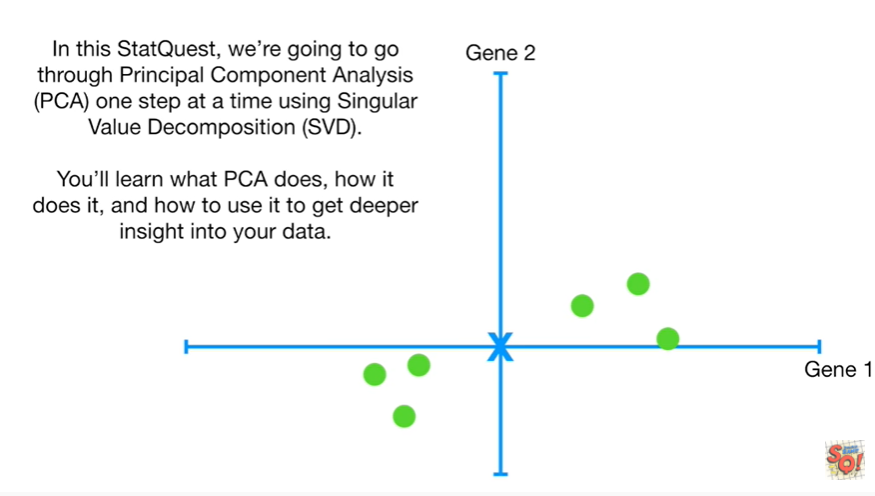 In this StatQuest, we're going to go
through Principal Component Analysis
(PCA) one step at a time using Singular
Value Decomposition (SVD).
You'll learn what PCA does, how it
does it, and how to use it to get deeper
insight into your data.
Gene 2
Gene 1
SQ!